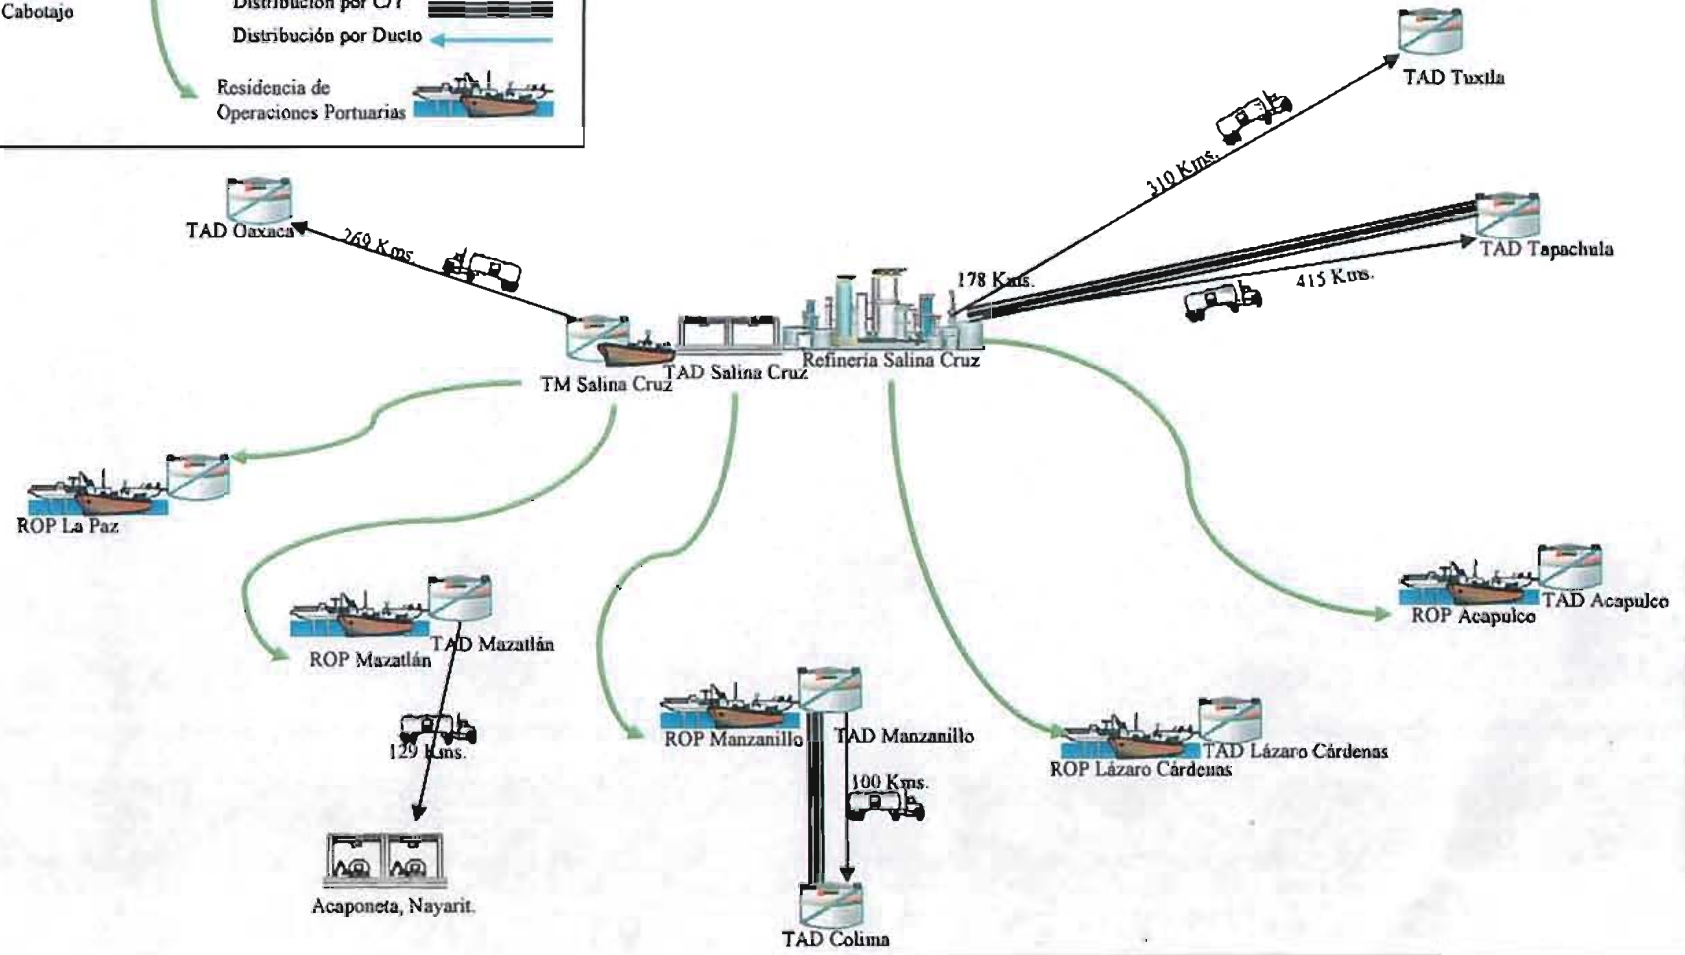 Cabotajo
Distribución por C/T
Distribución por Ducto
Residencia de
Operaciones Portuarias
TAD Tuxtla
310 Kms.
TAD Oaxaca
269 Kms.
TAD Tapachula
178 Kms.
415 Kms.
Refinería Salina Cruz
TAD Salina Cruz
TM Salina Cruz
ROP La Paz
TAD Acapulco
ROP Acapulco
TAD Mazatlán
ROP Mazatlán
ROP Manzanillo
TAD Manzanillo
TAD Lázaro Cárdenas
ROP Lázaro Cárdenas
129 Kms.
100 Kms.
Acaponeta, Nayarit.
TAD Colima